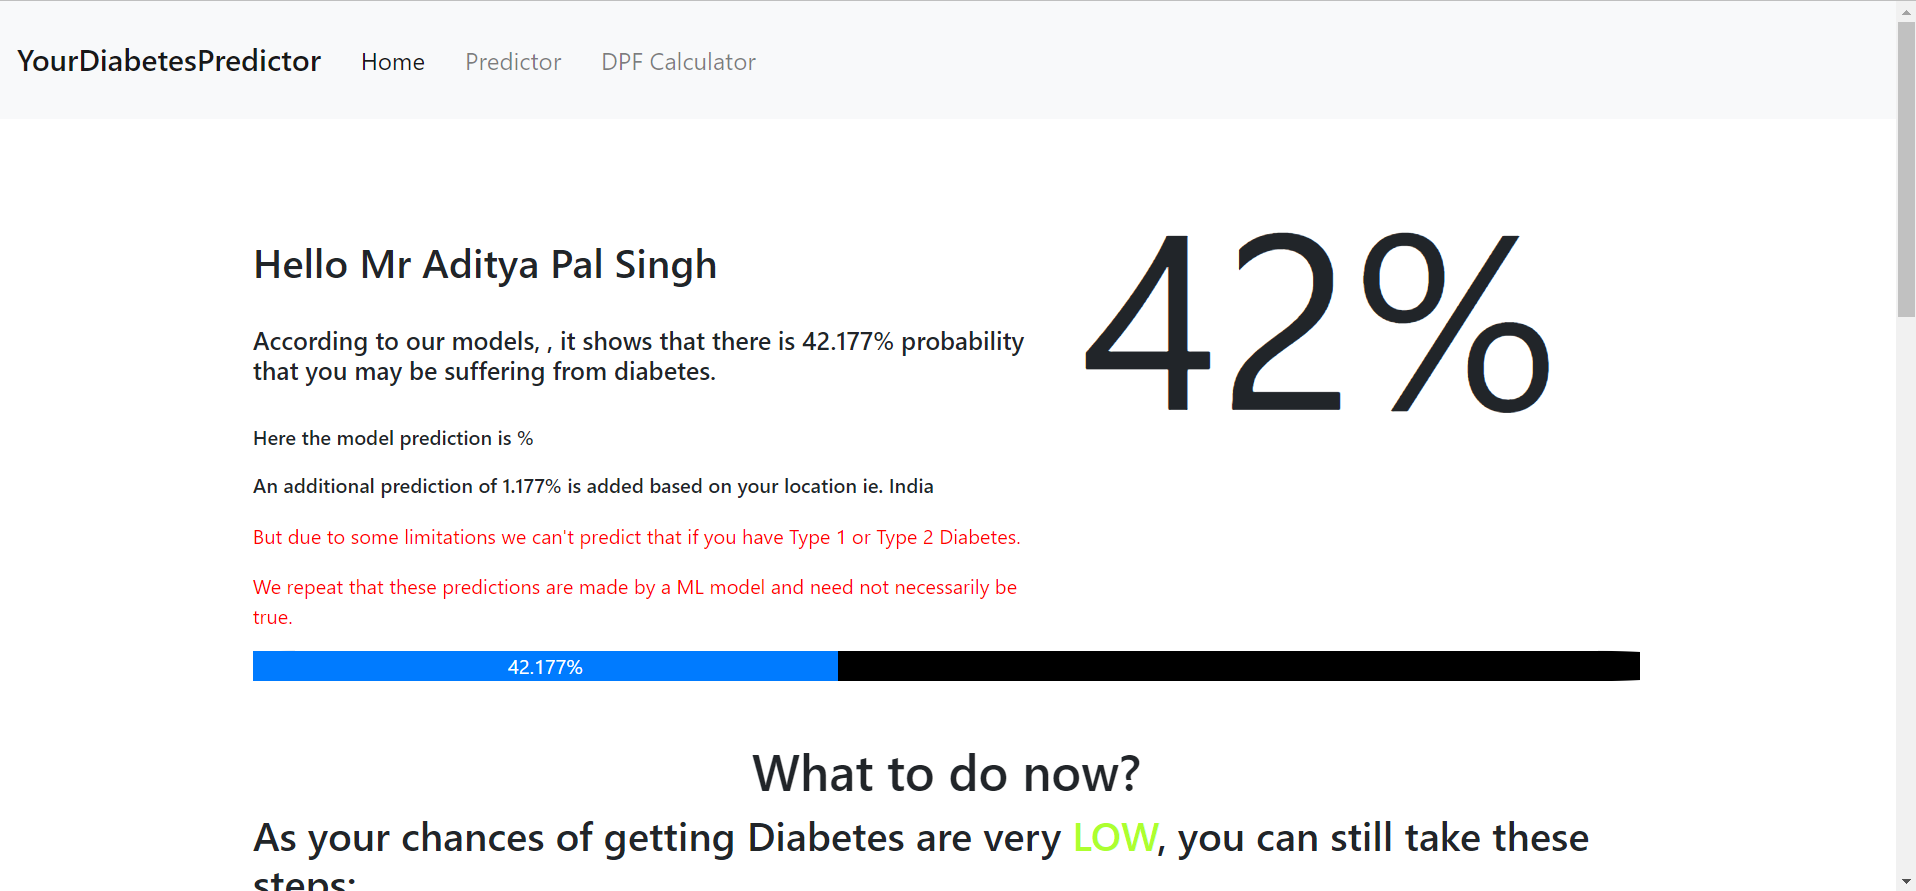 YourDiabetesPredictor Home Predictor DPF Calculator
Hello Mr Aditya Pal Singh
42%
According to our models, , it shows that there is 42.177% probability
that you may be suffering from diabetes.
Here the model prediction is %
An additional prediction of 1.177% is added based on your location ie. India
But due to some limitations we can't predict that if you have Type 1 or Type 2 Diabetes.
We repeat that these predictions are made by a ML model and need not necessarily be
true.
42.177%
What to do now?
As your chances of getting Diabetes are very LOW, you can still take these
steps: